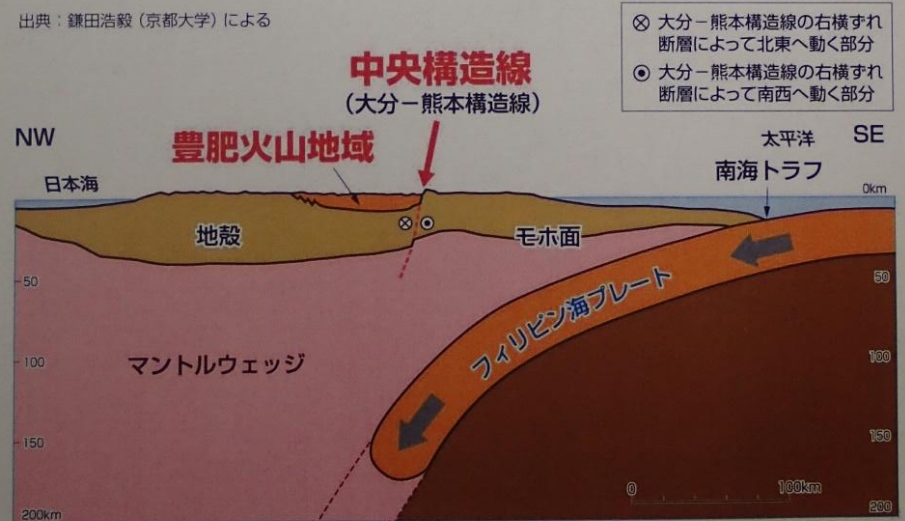 出典：鎌田浩毅（京都大学）による
⊗ 大分－熊本構造線の右横ずれ
断層によって北東へ動く部分
⦿ 大分－熊本構造線の右横ずれ
断層によって南西へ動く部分
中央構造線
（大分－熊本構造線）
NW
豊肥火山地域
太平洋
SE
日本海
南海トラフ
0km
地殻
⊗ ⦿
モホ面
50
50
フィリピン海プレート
100
マントルウェッジ
100
150
150
0
100km
200km
200